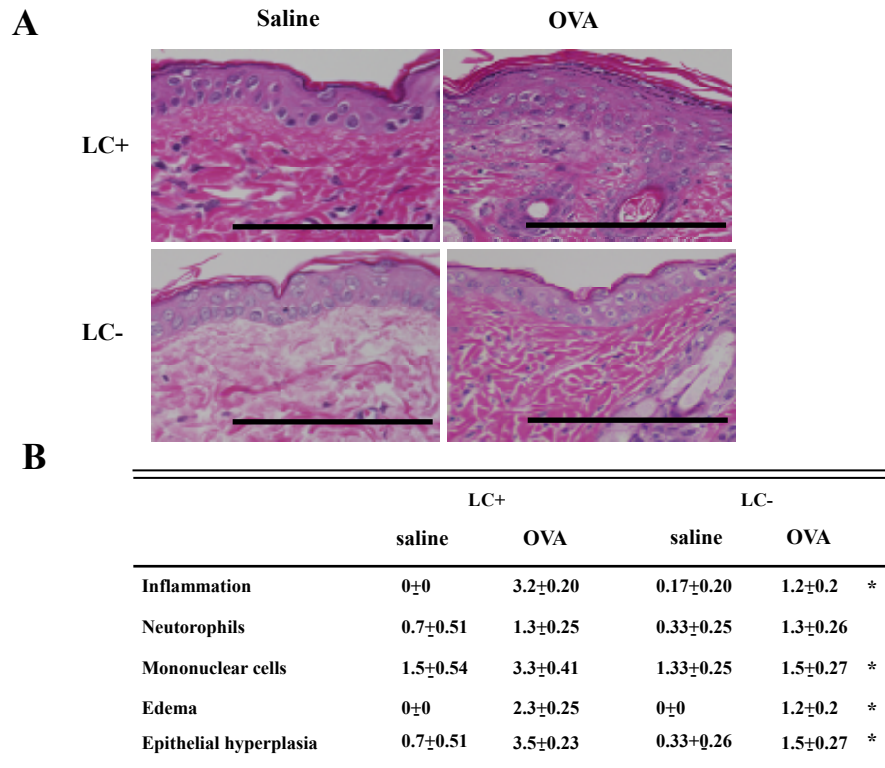 A
Saline OVA
LC+
LC-
B
LC+ LC-
saline OVA saline OVA
Inflammation 0±0 3.2±0.20 0.17±0.20 1.2±0.2 *
Neutorophils 0.7±0.51 1.3±0.25 0.33±0.25 1.3±0.26
Mononuclear cells 1.5±0.54 3.3±0.41 1.33±0.25 1.5±0.27 *
Edema 0±0 2.3±0.25 0±0 1.2±0.2 *
Epithelial hyperplasia 0.7±0.51 3.5±0.23 0.33+0.26 1.5±0.27 *